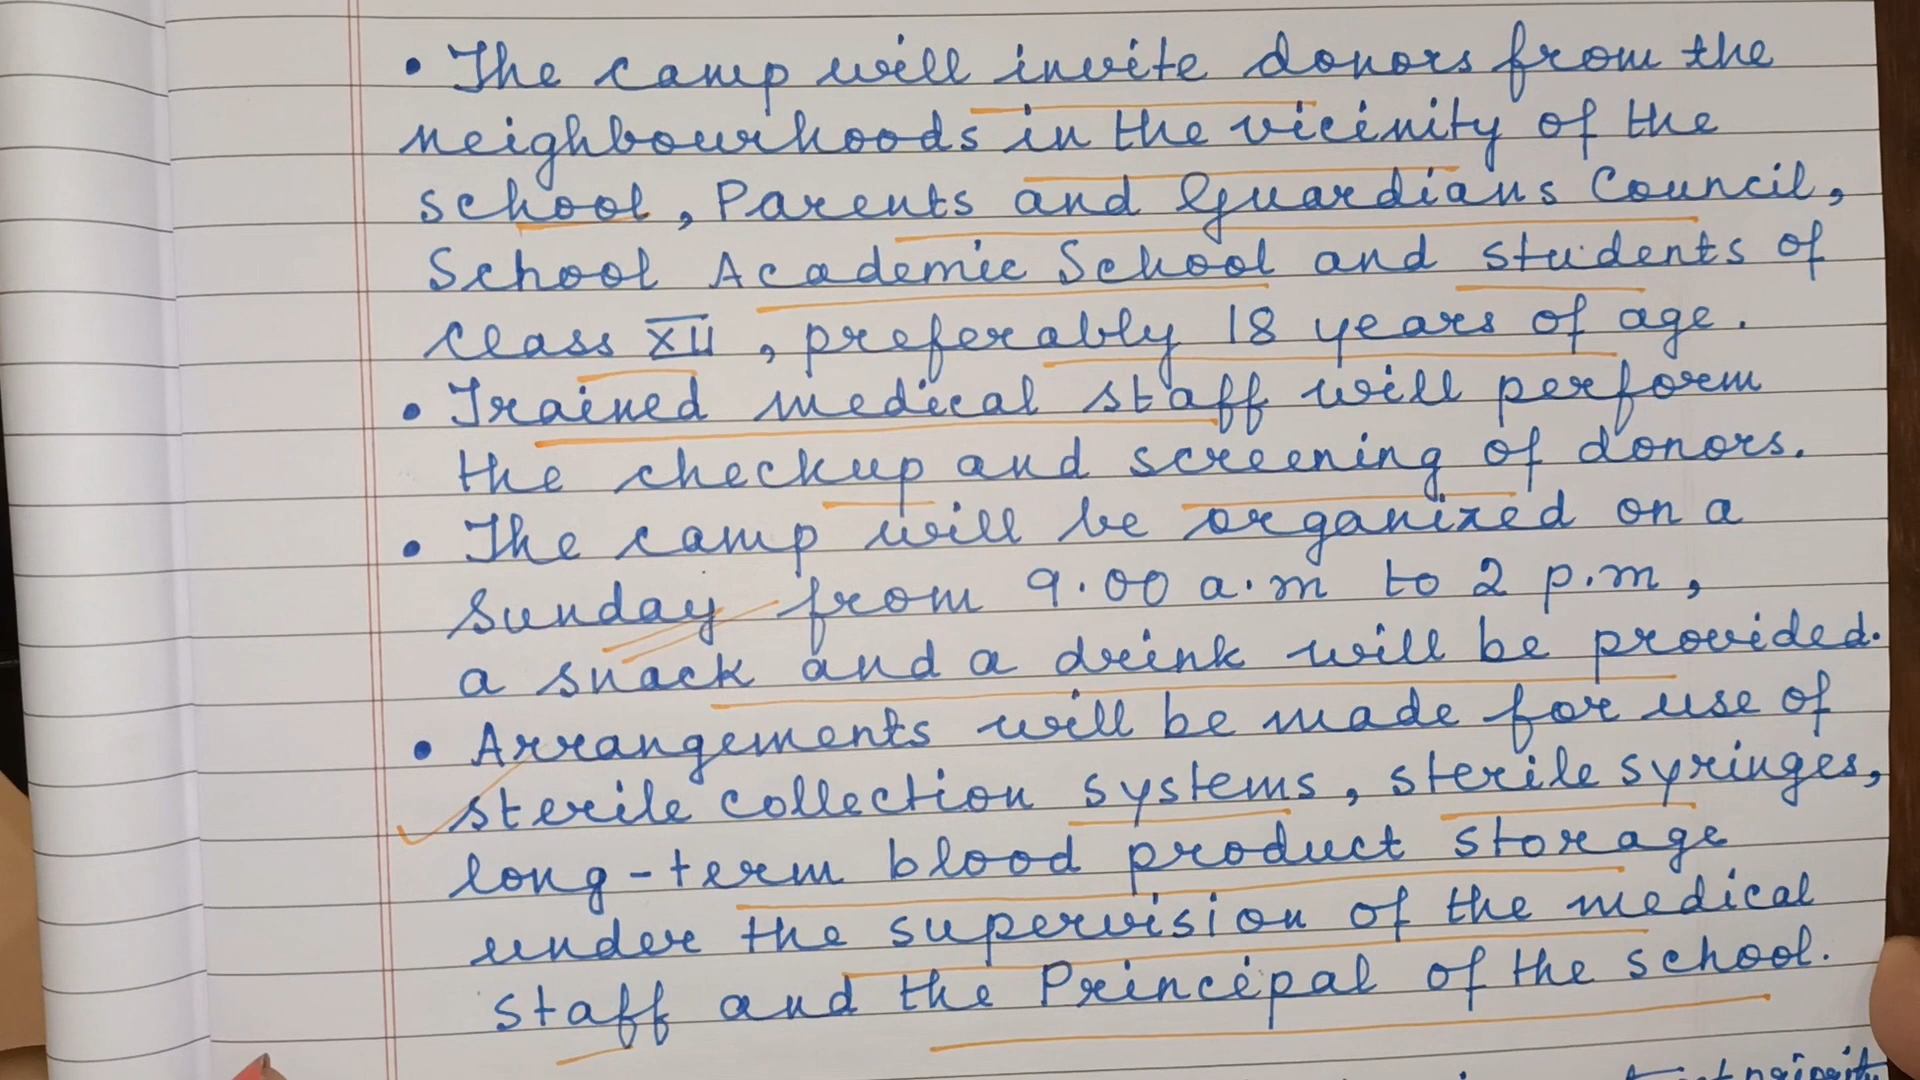 • The camp will invite donors from the
neighbourhoods in the vicinity of the
school, Parents and Guardians Council,
School Academic School and students of
class XII, preferably 18 years of age.
• Trained medical staff will perform
the checkup and screening of donors.
• The camp will be organized on a
Sunday from 9.00 a.m to 2 p.m,
a snack and a drink will be provided.
• Arrangements will be made for use of
sterile collection systems, sterile syringes,
long-term blood product storage
under the supervision of the medical
staff and the Principal of the school.